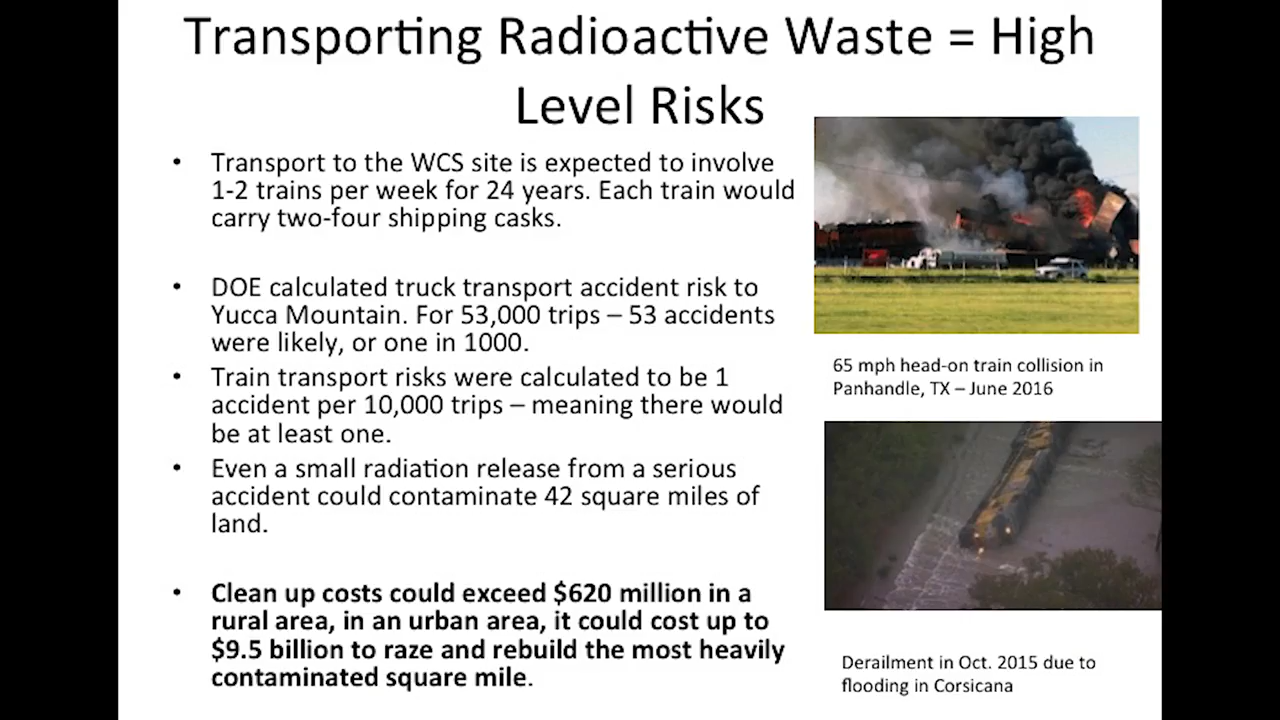 Transporting Radioactive Waste = High
Level Risks
• Transport to the WCS site is expected to involve
1-2 trains per week for 24 years. Each train would
carry two-four shipping casks.
• DOE calculated truck transport accident risk to
Yucca Mountain. For 53,000 trips – 53 accidents
were likely, or one in 1000.
• Train transport risks were calculated to be 1
accident per 10,000 trips – meaning there would
be at least one.
• Even a small radiation release from a serious
accident could contaminate 42 square miles of
land.
• Clean up costs could exceed $620 million in a
rural area, in an urban area, it could cost up to
$9.5 billion to raze and rebuild the most heavily
contaminated square mile.
65 mph head-on train collision in
Panhandle, TX – June 2016
Derailment in Oct. 2015 due to
flooding in Corsicana